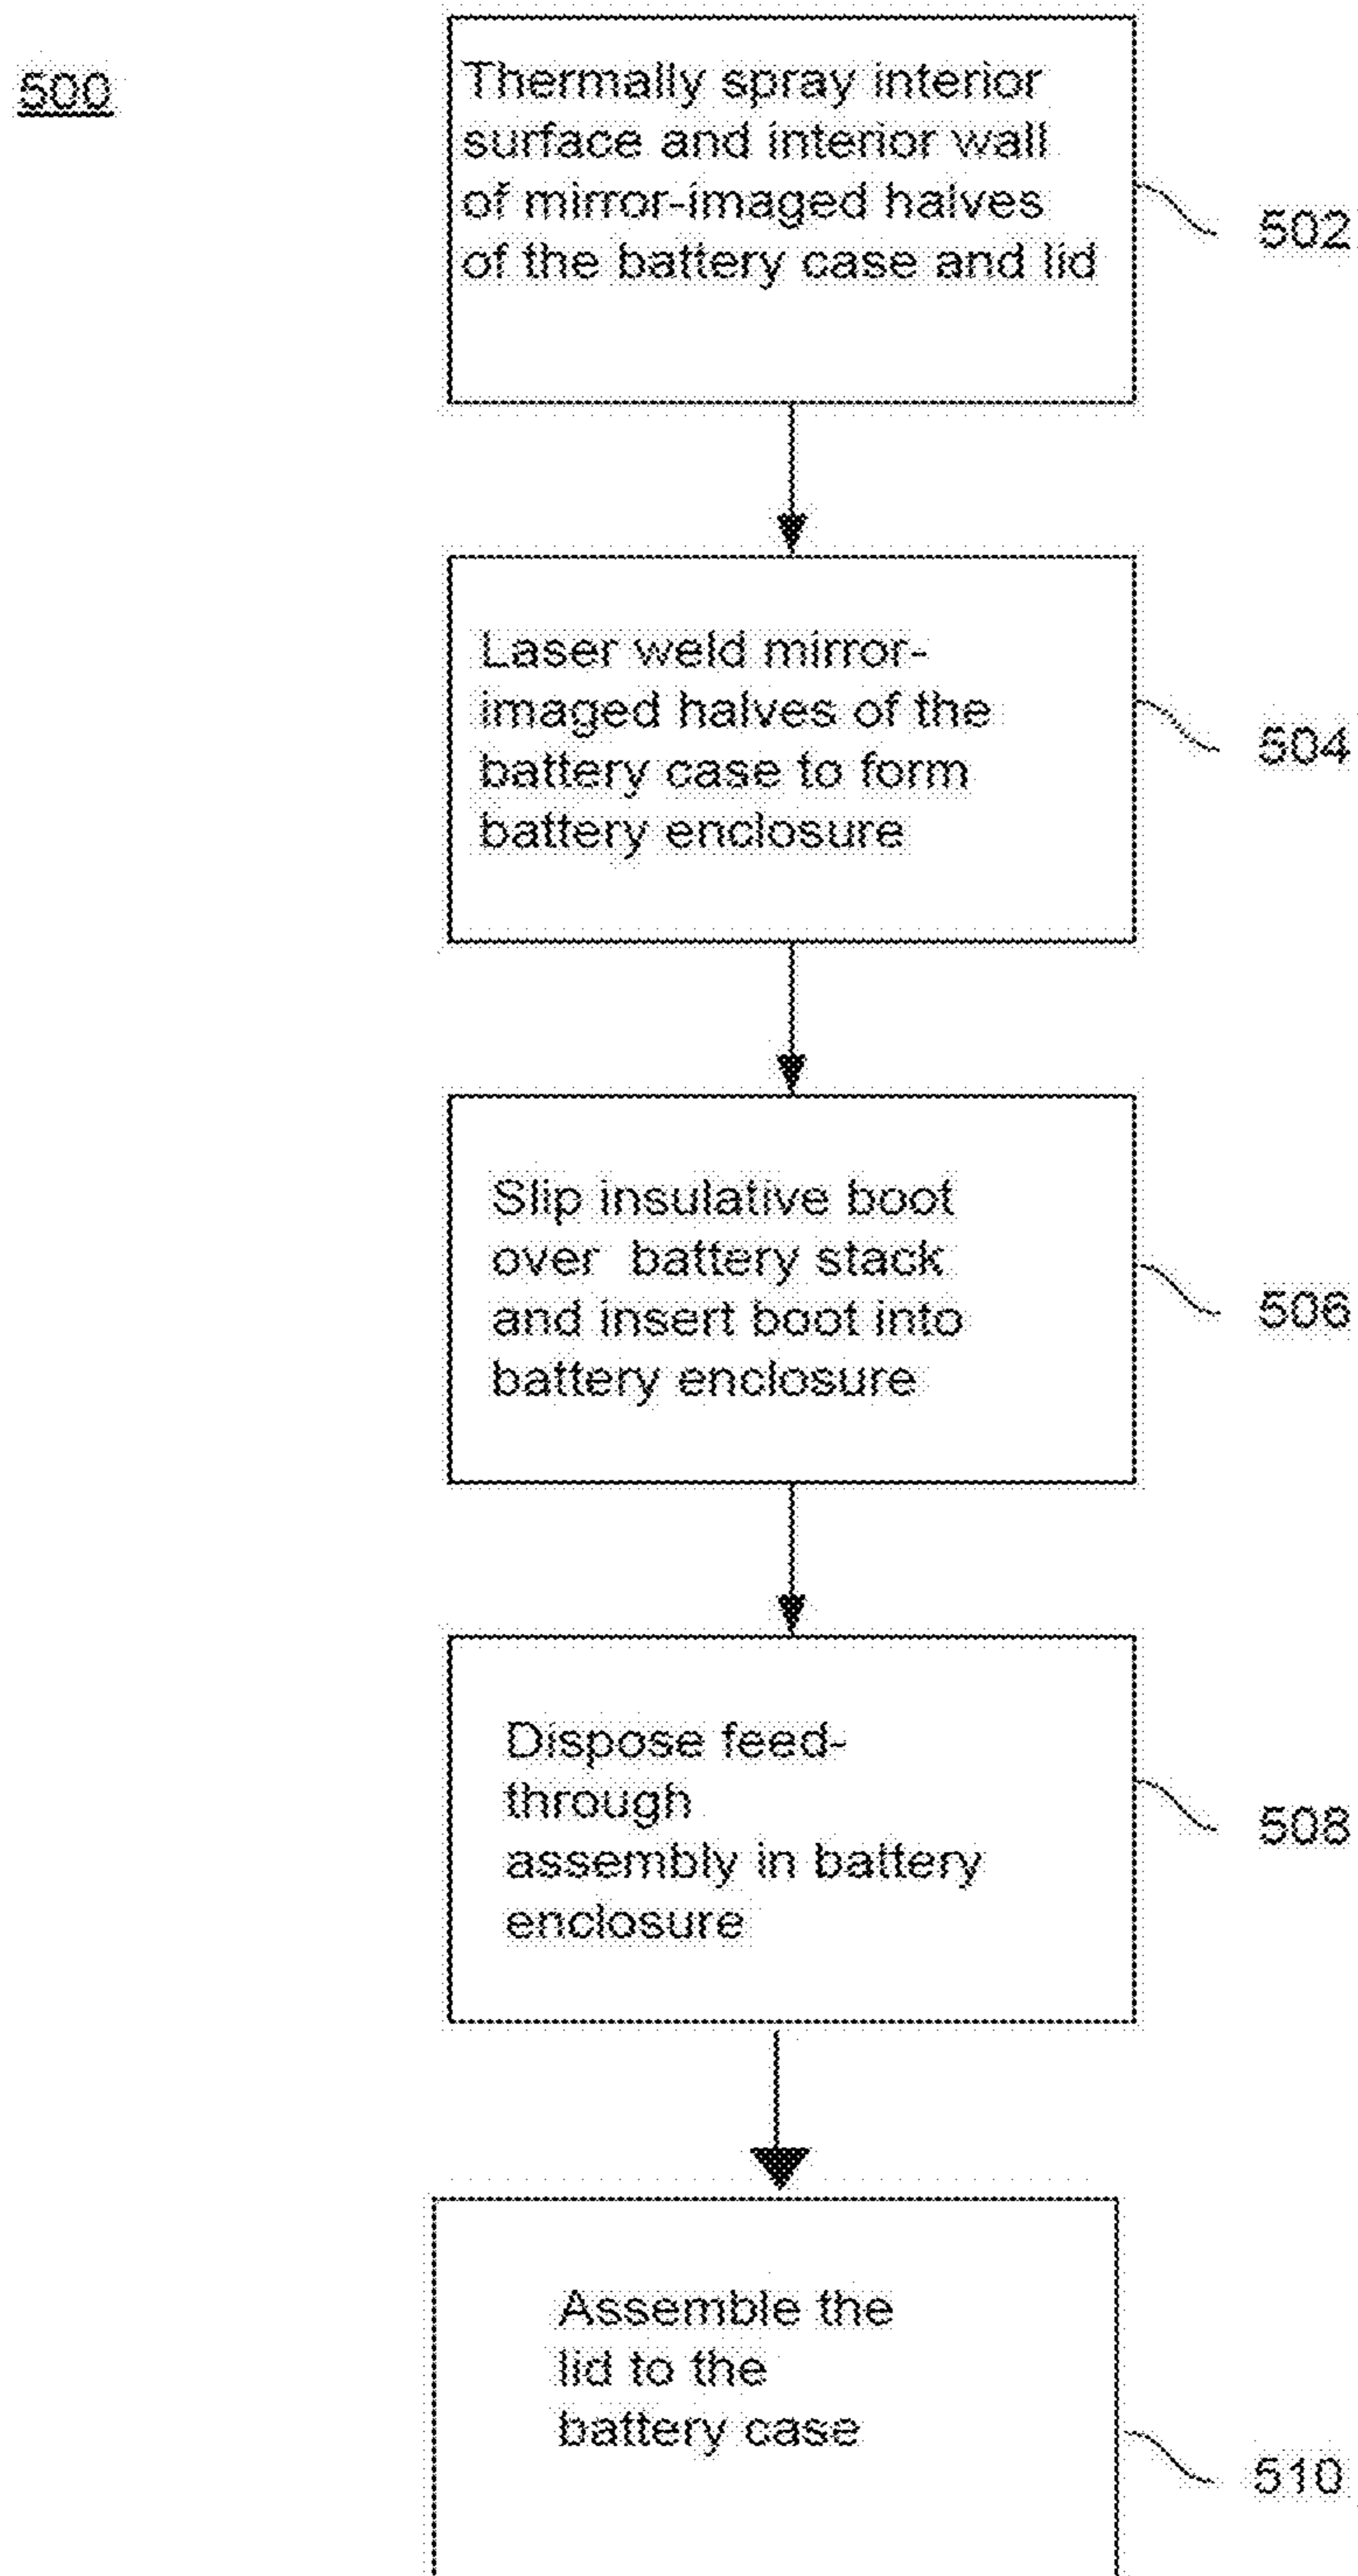 500
Thermally spray interior
surface and interior wall
of mirror-imaged halves
of the battery case and lid
502
Laser weld mirror-
imaged halves of the
battery case to form
battery enclosure
504
Slip insulative boot
over battery stack
and insert boot into
battery enclosure
506
Dispose feed-
through
assembly in battery
enclosure
508
Assemble the
lid to the
battery case
510